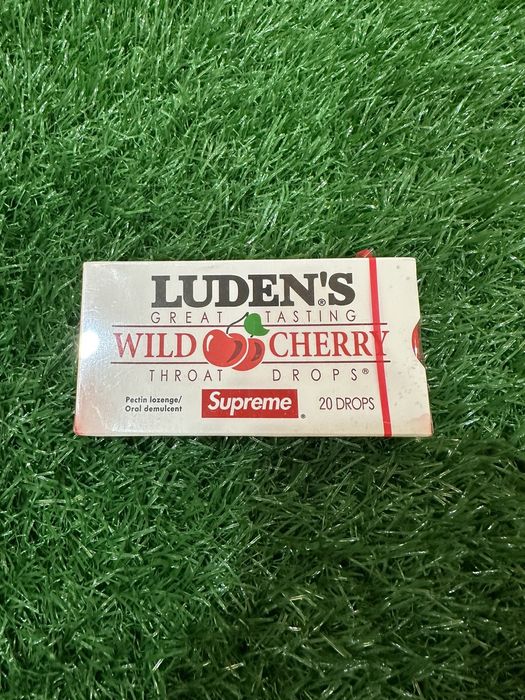 LUDEN'S®
GREAT TASTING
WILD CHERRY
THROAT DROPS®
Pectin lozenge/
Oral demulcent
Supreme®
20 DROPS